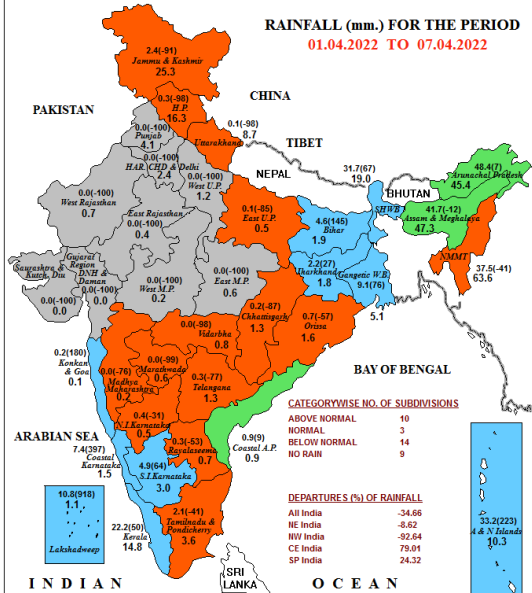 RAINFALL (mm.) FOR THE PERIOD
01.04.2022 TO 07.04.2022
2.4(-91)
Jammu & Kashmir
25.3
0.3(-98)
H.P.
16.3
CHINA
PAKISTAN
0.0(-100)
Punjab
4.1
0.1(-98)
8.7
Uttarakhand
TIBET
0.0(-100)
HAR. CHD & Delhi
2.4
0.0(-100)
West U.P.
1.2
NEPAL
31.7(67)
19.0
BHUTAN
SHWB
48.4(7)
Arunachal Pradesh
45.4
0.0(-100)
West Rajasthan
0.7
East Rajasthan
0.0(-100)
0.4
0.1(-85)
East U.P.
0.5
4.6(145)
Bihar
1.9
41.7(-12)
Assam & Meghalaya
47.3
NMMT
37.5(-41)
63.6
Saurashtra &
Kutch, Diu
0.0(-100)
0.0
Gujarat
Region
DNH &
Daman
0.0(-100)
0.0
0.0(-100)
West M.P.
0.2
0.0(-100)
East M.P.
0.6
2.2(27)
Jharkhand
1.8
Gangetic W.B.
9.1(76)
5.1
0.2(-87)
Chhattisgarh
1.3
0.7(-57)
Orissa
1.6
0.0(-98)
Vidarbha
0.8
0.2(180)
Konkan
& Goa
0.1
0.0(-76)
Madhya
Maharashtra
0.2
0.0(-99)
Marathwada
0.6
0.3(-77)
Telangana
1.3
BAY OF BENGAL
0.4(-31)
N.I.Karnataka
0.5
0.3(-53)
Rayalaseema
0.7
0.9(9)
Coastal A.P.
0.9
ARABIAN SEA
7.4(397)
Coastal
Karnataka
1.5
4.9(64)
S.I.Karnataka
3.0
CATEGORYWISE NO. OF SUBDIVISIONS
ABOVE NORMAL 10
NORMAL 3
BELOW NORMAL 14
NO RAIN 9
10.8(918)
1.1
Lakshadweep
22.2(50)
Kerala
14.8
2.1(-41)
Tamilnadu &
Pondicherry
3.6
DEPARTURES (%) OF RAINFALL
All India -34.66
NE India -8.62
NW India -92.64
CE India 79.01
SP India 24.32
33.2(223)
A & N Islands
10.3
SRI
LANKA
INDIAN OCEAN